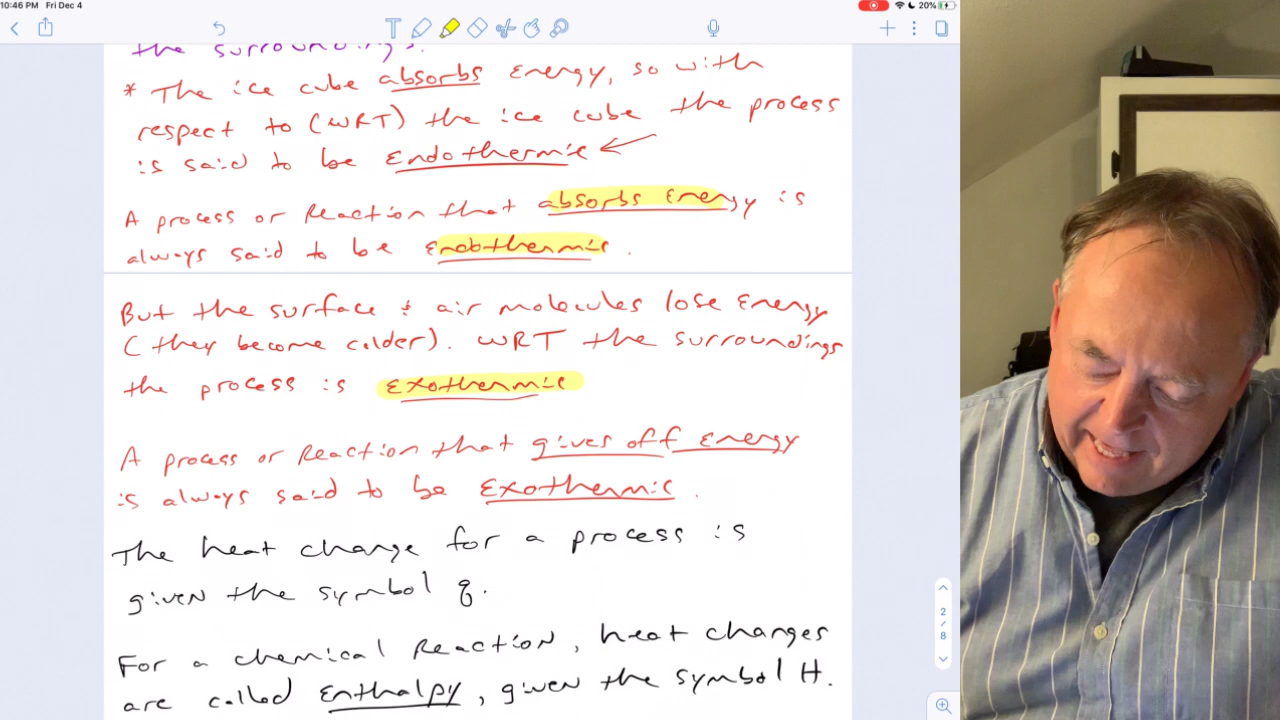 10:46 PM Fri Dec 4
20%
the surroundings.
* The ice cube absorbs Energy, so with
respect to (WRT) the ice cube the process
is said to be Endothermic
A process or Reaction that absorbs Energy is
always said to be Endothermic.
But the surface & air molecules lose Energy
(they become colder). WRT the surroundings
the process is Exothermic
A process or Reaction that gives off Energy
is always said to be Exothermic.
The heat change for a process is
given the symbol q.
For a chemical Reaction, heat changes
are called Enthalpy, given the symbol H.
2
/
8